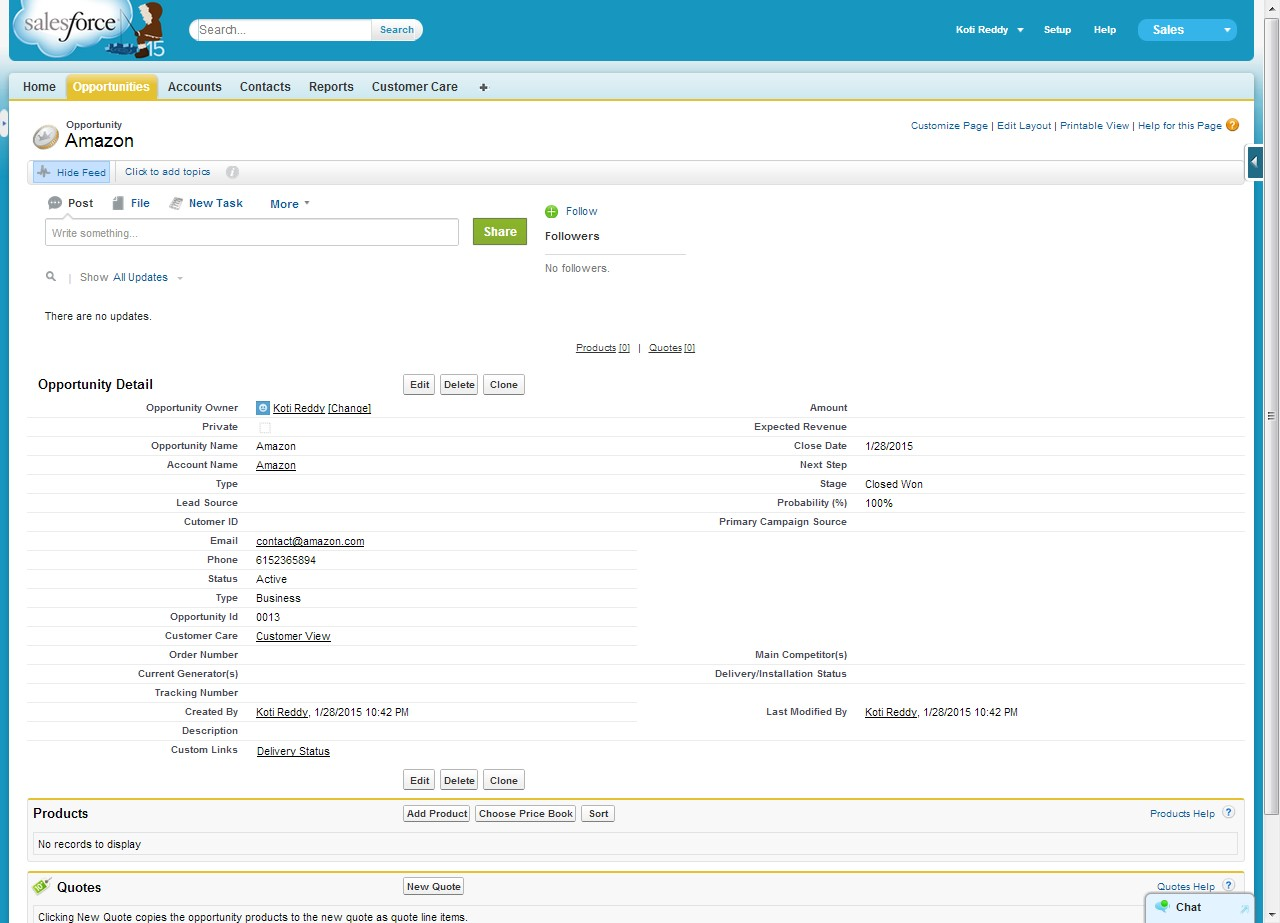 salesforce
15
Search... Search
Koti Reddy Setup Help Sales
Home Opportunities Accounts Contacts Reports Customer Care +
Opportunity
Amazon
Customize Page | Edit Layout | Printable View | Help for this Page ?
Hide Feed Click to add topics i
Post File New Task More
Write something... Share
Follow
Followers
No followers.
Show All Updates
There are no updates.
Products [0] | Quotes [0]
Opportunity Detail Edit Delete Clone
Opportunity Owner Koti Reddy [Change] Amount
Private Expected Revenue
Opportunity Name Amazon Close Date 1/28/2015
Account Name Amazon Next Step
Type Stage Closed Won
Lead Source Probability (%) 100%
Cutomer ID Primary Campaign Source
Email contact@amazon.com
Phone 6152365894
Status Active
Type Business
Opportunity Id 0013
Customer Care Customer View
Order Number Main Competitor(s)
Current Generator(s) Delivery/Installation Status
Tracking Number
Created By Koti Reddy, 1/28/2015 10:42 PM Last Modified By Koti Reddy, 1/28/2015 10:42 PM
Description
Custom Links Delivery Status
Edit Delete Clone
Products Add Product Choose Price Book Sort Products Help ?
No records to display
Quotes New Quote Quotes Help ?
Clicking New Quote copies the opportunity products to the new quote as quote line items.
Chat